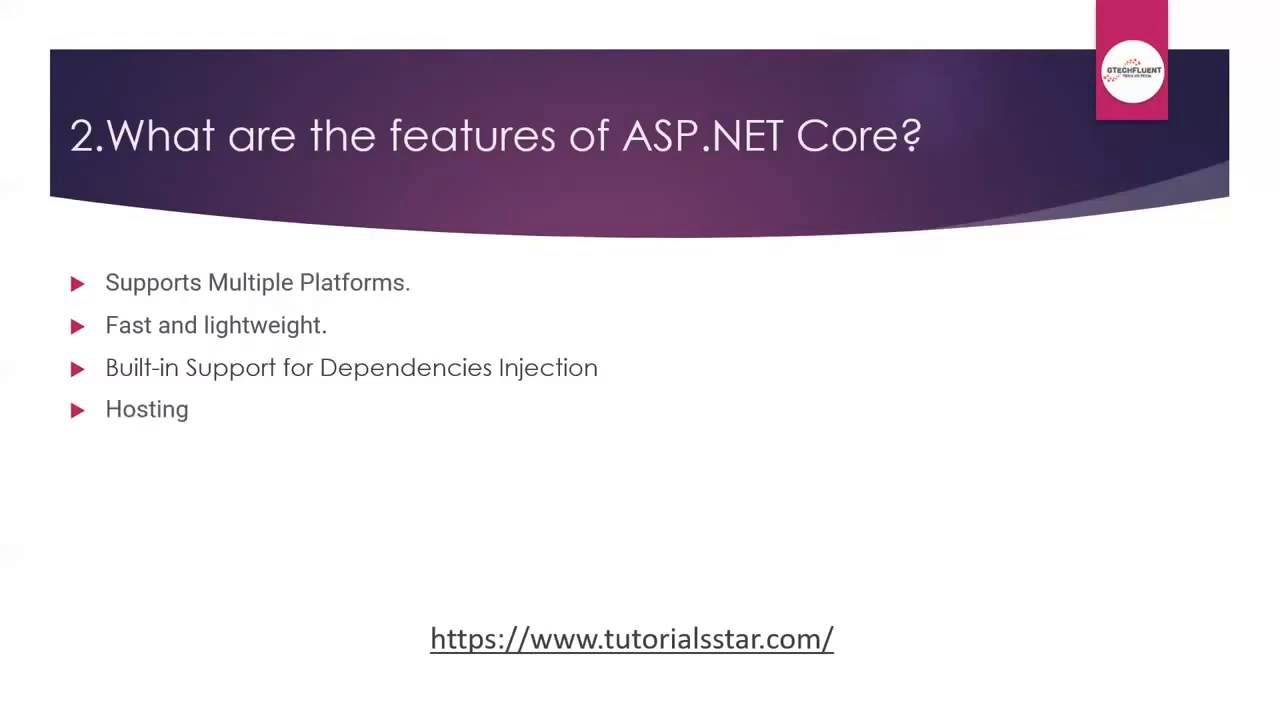 GTECHFLUENT
2.What are the features of ASP.NET Core?
Supports Multiple Platforms.
Fast and lightweight.
Built-in Support for Dependencies Injection
Hosting
https://www.tutorialsstar.com/